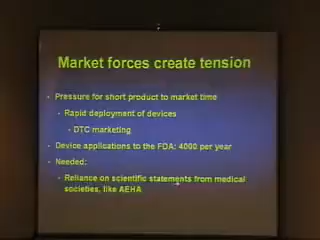 Market forces create tension
- Pressure for short product to market time
- Rapid deployment of devices
- DTC marketing
- Device applications to the FDA: 4000 per year
- Needed:
- Reliance on scientific statements from medical
societies, like AEHA